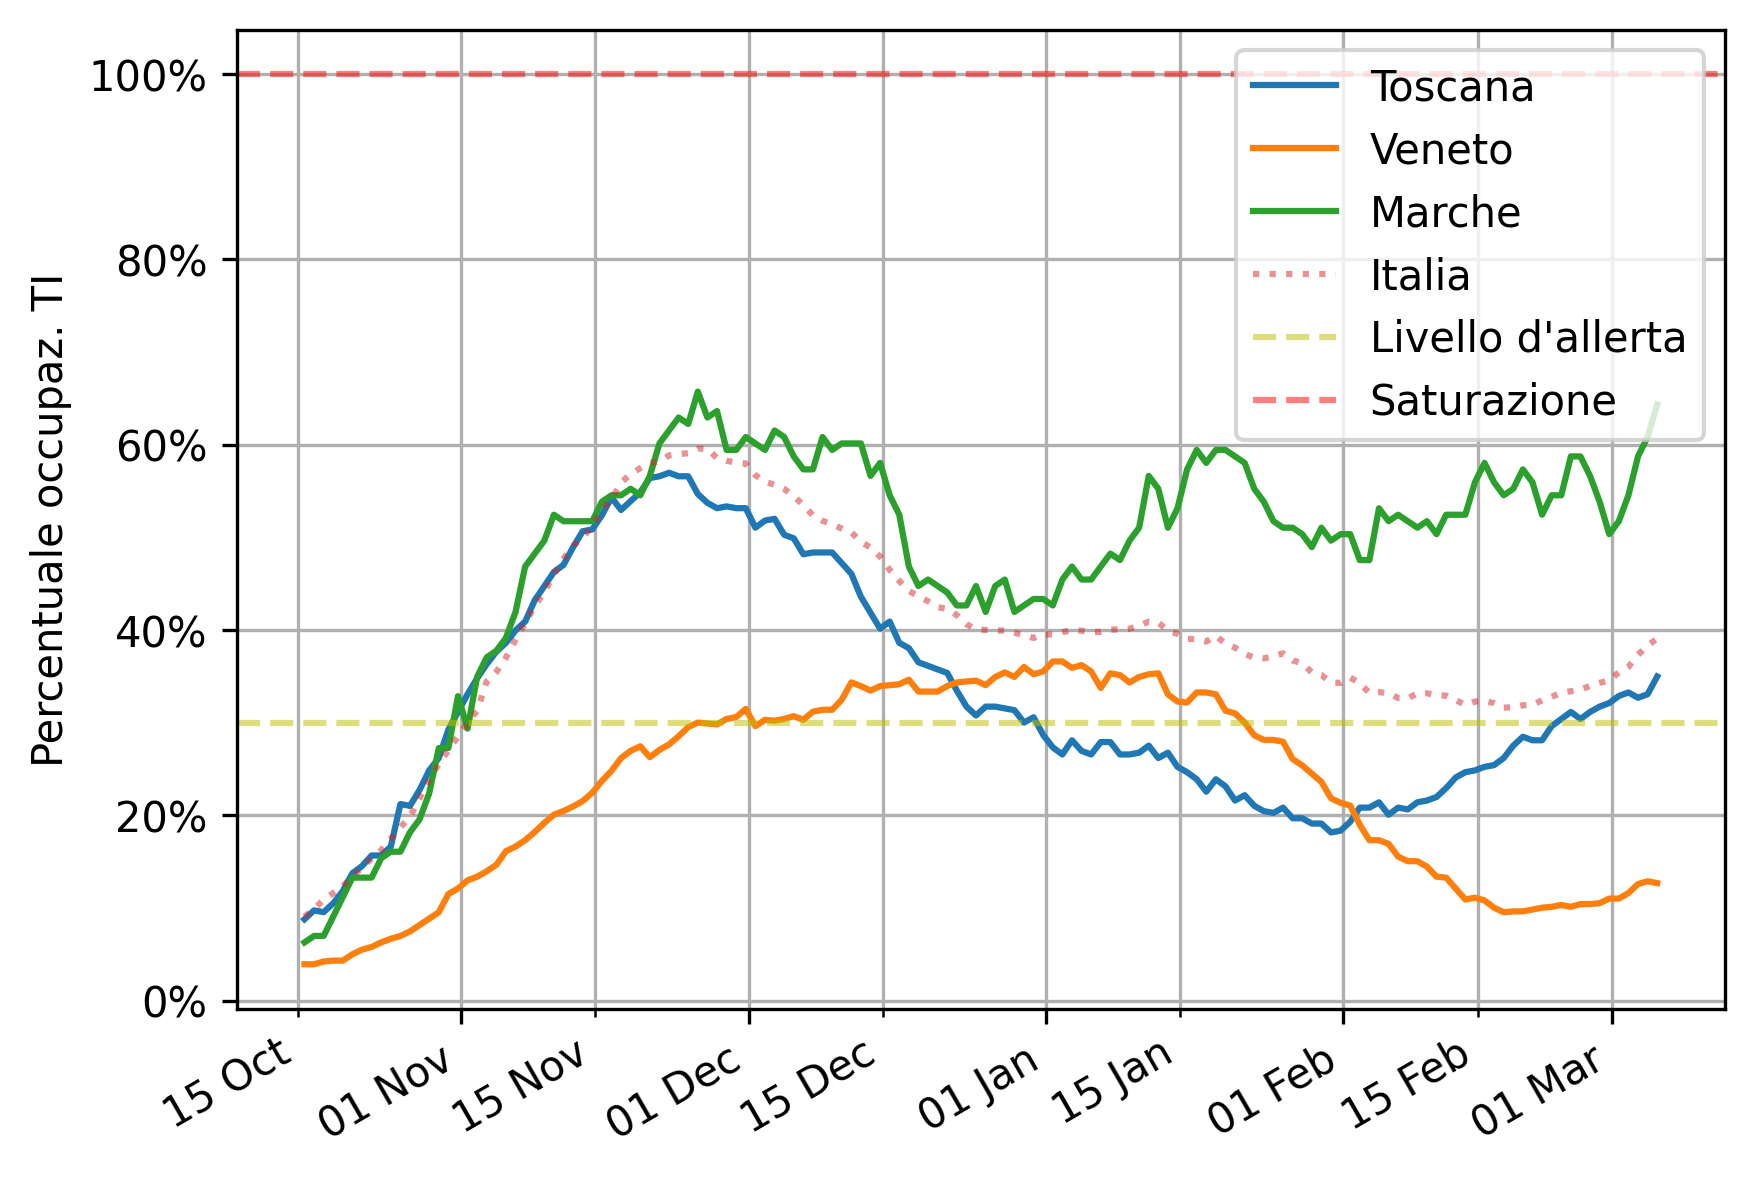 100%
80%
60%
40%
20%
0%
Percentuale occupaz. TI
Toscana
Veneto
Marche
Italia
Livello d'allerta
Saturazione
15 Oct
01 Nov
15 Nov
01 Dec
15 Dec
01 Jan
15 Jan
01 Feb
15 Feb
01 Mar